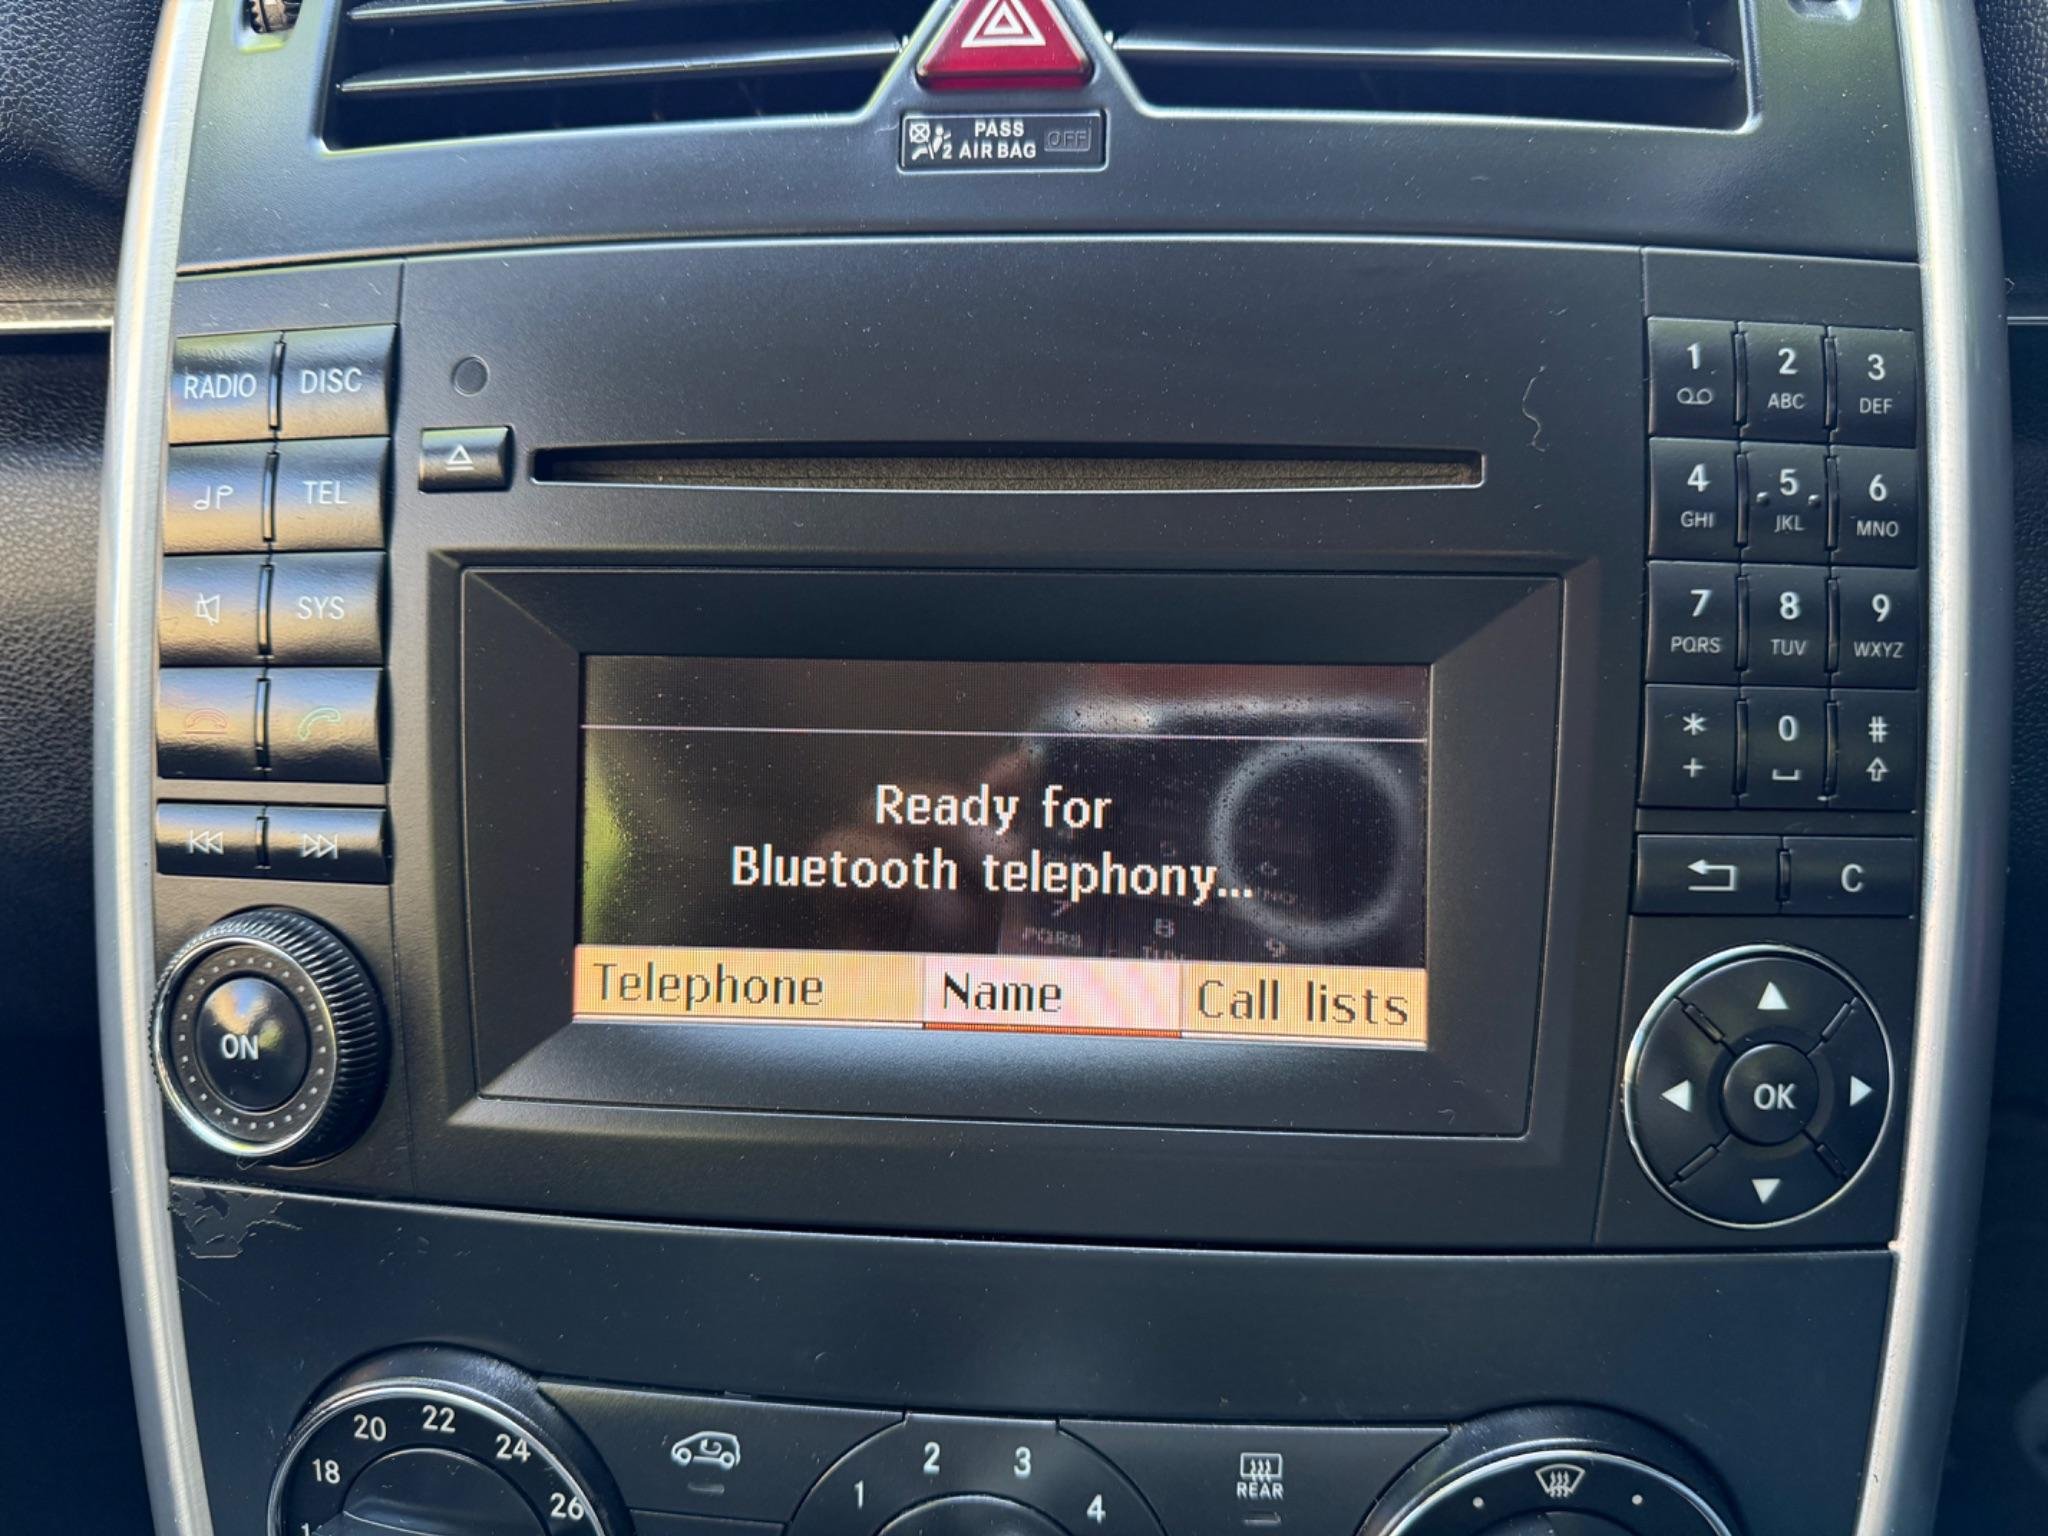 PASS
2 AIR BAG OFF
RADIO DISC
TEL
SYS
ON
1 2 ABC 3 DEF
4 GHI 5 JKL 6 MNO
7 PQRS 8 TUV 9 WXYZ
* + 0 #
C
OK
Ready for
Bluetooth telephony...
Telephone Name Call lists
18 20 22 24 26
1 2 3 4
REAR